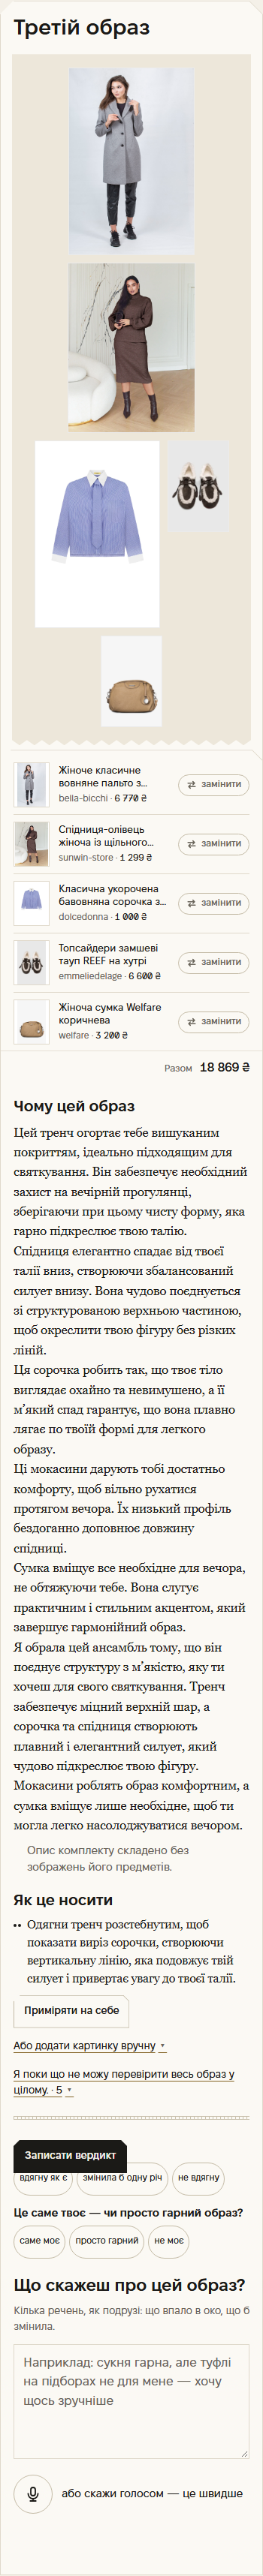 Третій образ
Жіноче класичне
вовняне пальто з…
bella-bicchi · 6 770 ₴
замінити
Спідниця-олівець
жіноча із щільного…
sunwin-store · 1 299 ₴
замінити
Класична укорочена
бавовняна сорочка з…
dolcedonna · 1 000 ₴
замінити
Топсайдери замшеві
тауп REEF на хутрі
emmeliedelage · 6 600 ₴
замінити
Жіноча сумка Welfare
коричнева
welfare · 3 200 ₴
замінити
Разом 18 869 ₴
Чому цей образ
Цей тренч огортає тебе вишуканим
покриттям, ідеально підходящим для
святкування. Він забезпечує необхідний
захист на вечірній прогулянці,
зберігаючи при цьому чисту форму, яка
гарно підкреслює твою талію.
Спідниця елегантно спадає від твоєї
талії вниз, створюючи збалансований
силует внизу. Вона чудово поєднується
зі структурованою верхньою частиною,
щоб окреслити твою фігуру без різких
ліній.
Ця сорочка робить так, що твоє тіло
виглядає охайно та невимушено, а її
м’який спад гарантує, що вона плавно
лягає по твоїй формі для легкого
образу.
Ці мокасини дарують тобі достатньо
комфорту, щоб вільно рухатися
протягом вечора. Їх низький профіль
бездоганно доповнює довжину
спідниці.
Сумка вміщує все необхідне для вечора,
не обтяжуючи тебе. Вона слугує
практичним і стильним акцентом, який
завершує гармонійний образ.
Я обрала цей ансамбль тому, що він
поєднує структуру з м’якістю, яку ти
хочеш для свого святкування. Тренч
забезпечує міцний верхній шар, а
сорочка та спідниця створюють
плавний і елегантний силует, який
чудово підкреслює твою фігуру.
Мокасини роблять образ комфортним, а
сумка вміщує лише необхідне, щоб ти
могла легко насолоджуватися вечором.
Опис комплекту складено без
зображень його предметів.
Як це носити
Одягни тренч розстебнутим, щоб
показати виріз сорочки, створюючи
вертикальну лінію, яка подовжує твій
силует і привертає увагу до твоєї талії.
Приміряти на себе
Або додати картинку вручну
Я поки що не можу перевірити весь образ у
цілому. · 5
Записати вердикт
вдягну як є
змінила б одну річ
не вдягну
Це саме твоє — чи просто гарний образ?
саме моє
просто гарний
не моє
Що скажеш про цей образ?
Кілька речень, як подрузі: що впало в око, що б
змінила.
Наприклад: сукня гарна, але туфлі
на підборах не для мене — хочу
щось зручніше
або скажи голосом — це швидше